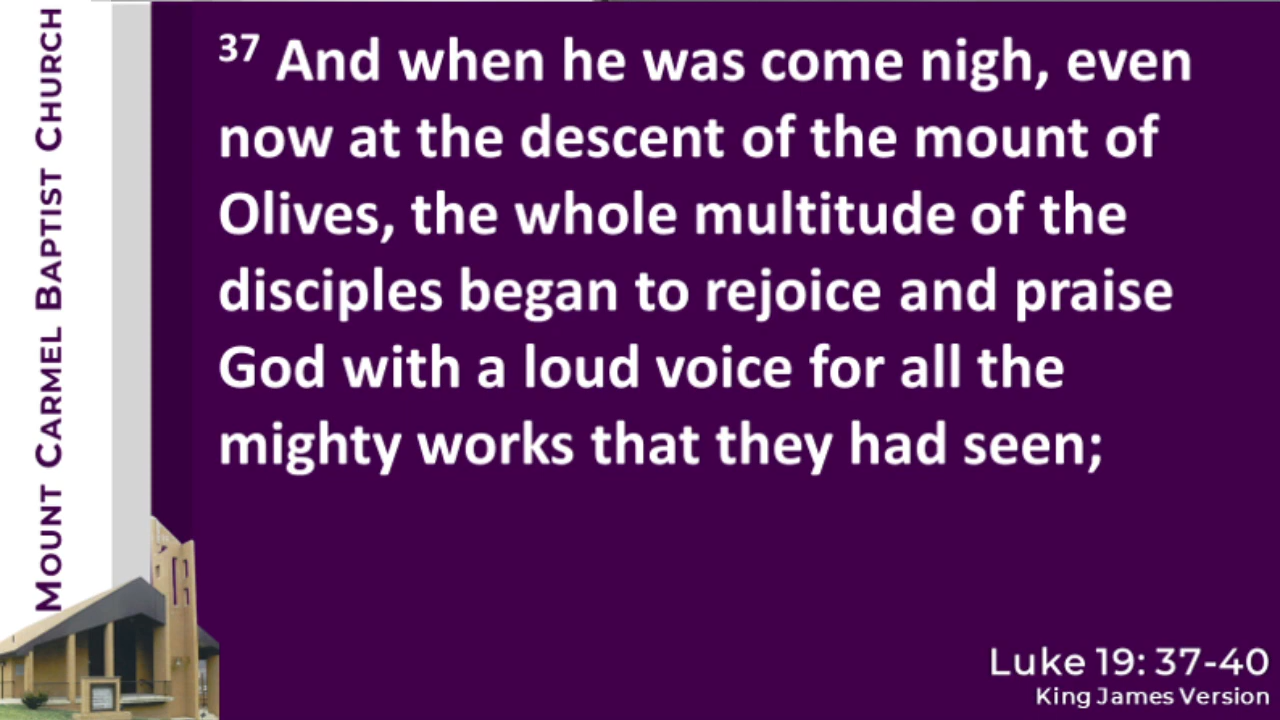 MOUNT CARMEL BAPTIST CHURCH
37 And when he was come nigh, even
now at the descent of the mount of
Olives, the whole multitude of the
disciples began to rejoice and praise
God with a loud voice for all the
mighty works that they had seen;
Luke 19: 37-40
King James Version